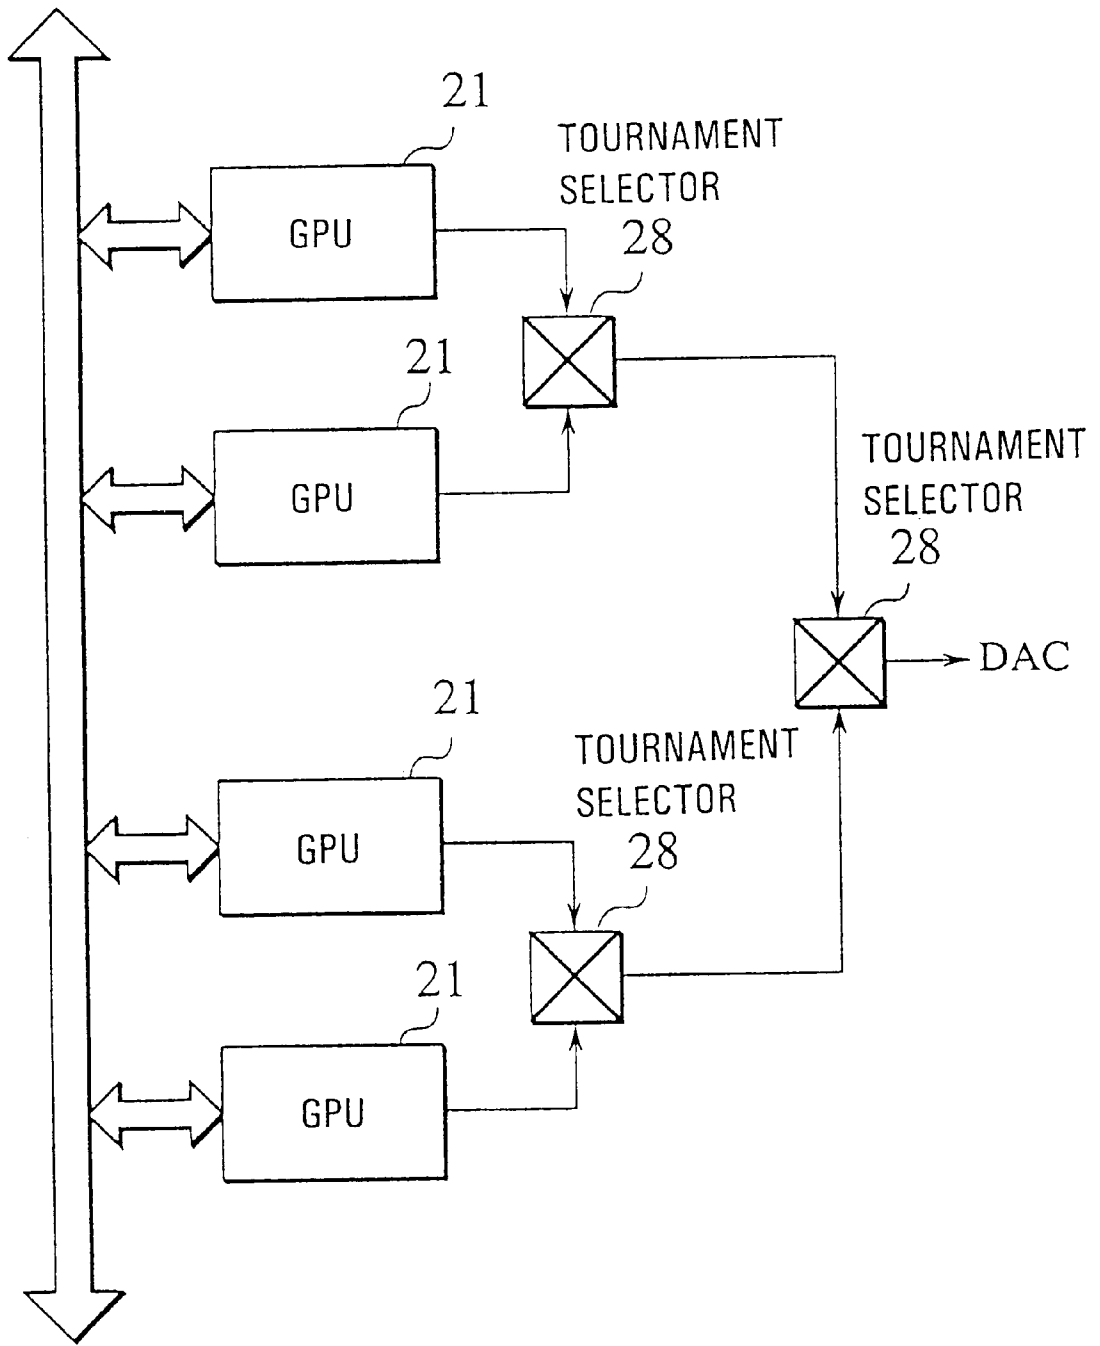 21
TOURNAMENT
SELECTOR
28
GPU
21
GPU
TOURNAMENT
SELECTOR
28
DAC
21
TOURNAMENT
SELECTOR
28
GPU
21
GPU